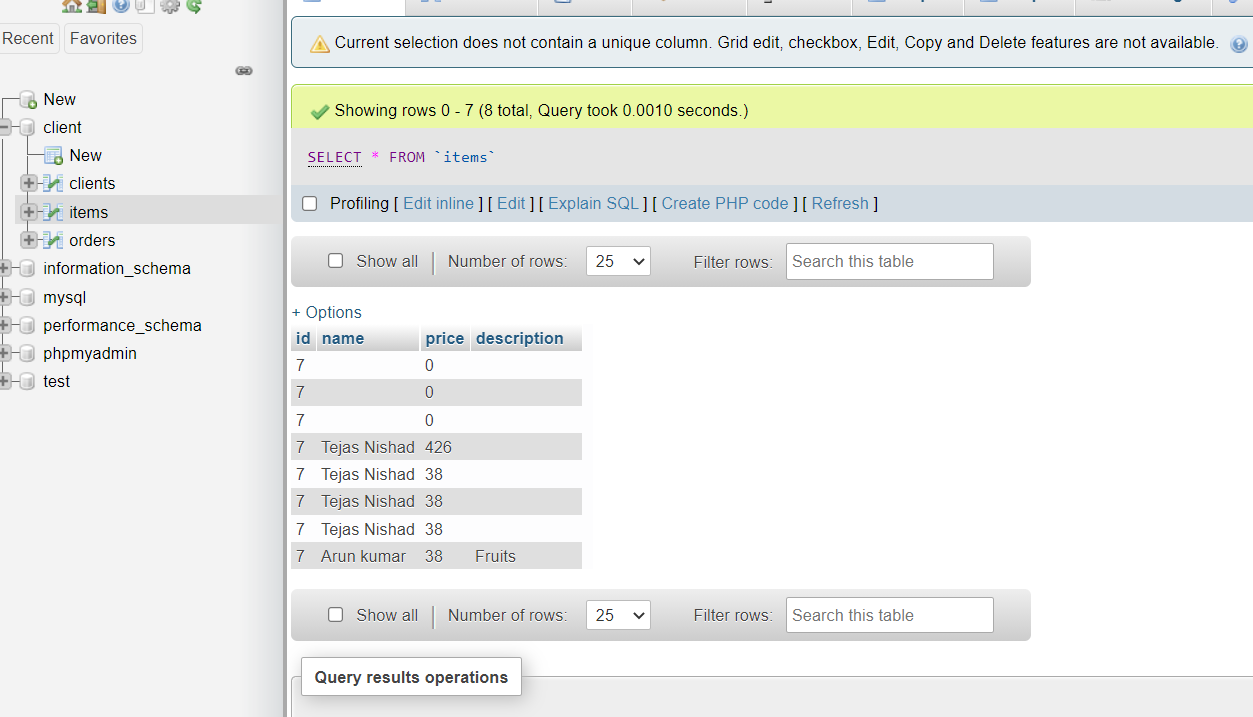 Recent Favorites
New
client
New
clients
items
orders
information_schema
mysql
performance_schema
phpmyadmin
test
Current selection does not contain a unique column. Grid edit, checkbox, Edit, Copy and Delete features are not available.
Showing rows 0 - 7 (8 total, Query took 0.0010 seconds.)
SELECT * FROM `items`
Profiling [ Edit inline ] [ Edit ] [ Explain SQL ] [ Create PHP code ] [ Refresh ]
Show all | Number of rows: 25 Filter rows: Search this table
+ Options
id name price description
7 0
7 0
7 0
7 Tejas Nishad 426
7 Tejas Nishad 38
7 Tejas Nishad 38
7 Tejas Nishad 38
7 Arun kumar 38 Fruits
Show all | Number of rows: 25 Filter rows: Search this table
Query results operations